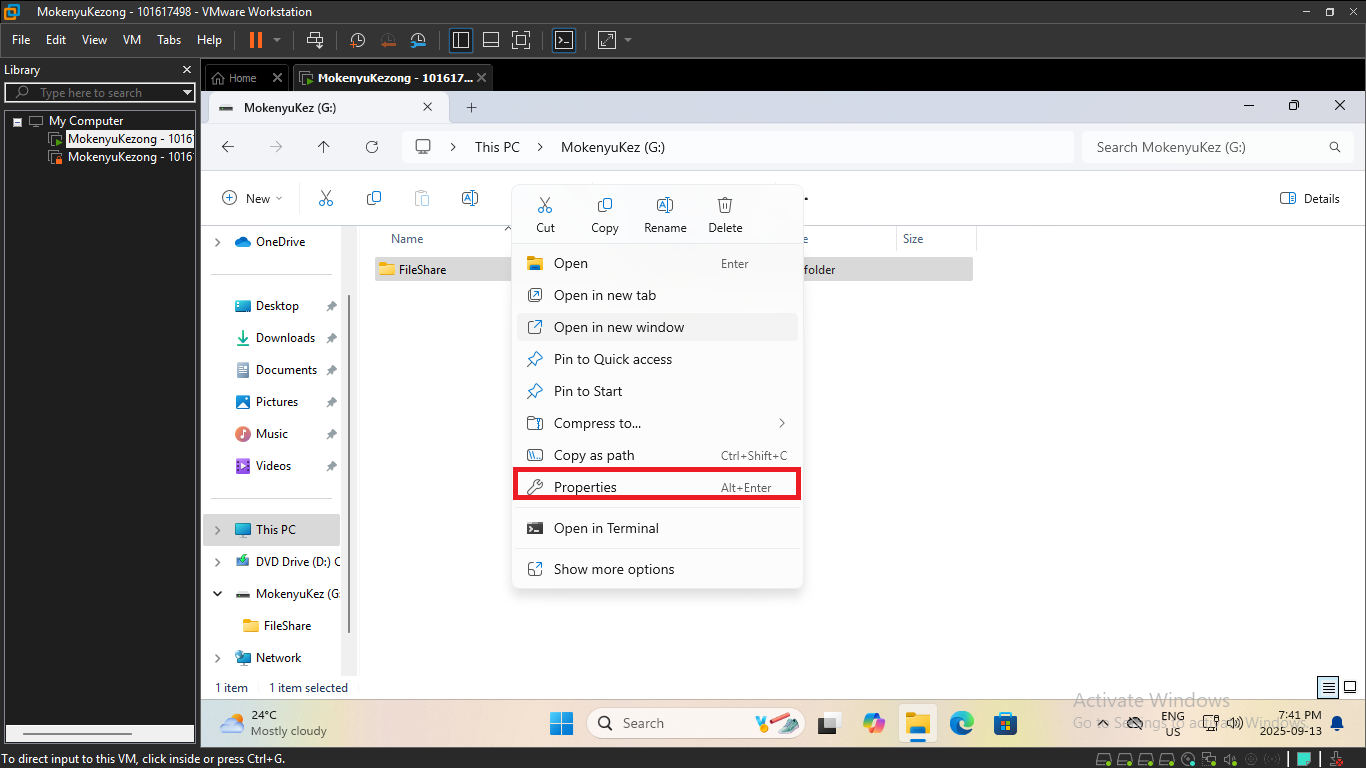 MokenyuKezong - 101617498 - VMware Workstation
File Edit View VM Tabs Help
Library
Type here to search
My Computer
MokenyuKezong - 1016
MokenyuKezong - 1016
Home
MokenyuKezong - 101617...
MokenyuKez (G:)
This PC > MokenyuKez (G:)
Search MokenyuKez (G:)
New
Details
Cut Copy Rename Delete
Name
Size
OneDrive
FileShare
folder
Desktop
Downloads
Documents
Pictures
Music
Videos
This PC
DVD Drive (D:) C
MokenyuKez (G:
FileShare
Network
Open Enter
Open in new tab
Open in new window
Pin to Quick access
Pin to Start
Compress to...
Copy as path Ctrl+Shift+C
Properties Alt+Enter
Open in Terminal
Show more options
1 item 1 item selected
Activate Windows
Go to Settings to activate Windows.
24°C
Mostly cloudy
Search
ENG
US
7:41 PM
2025-09-13
To direct input to this VM, click inside or press Ctrl+G.